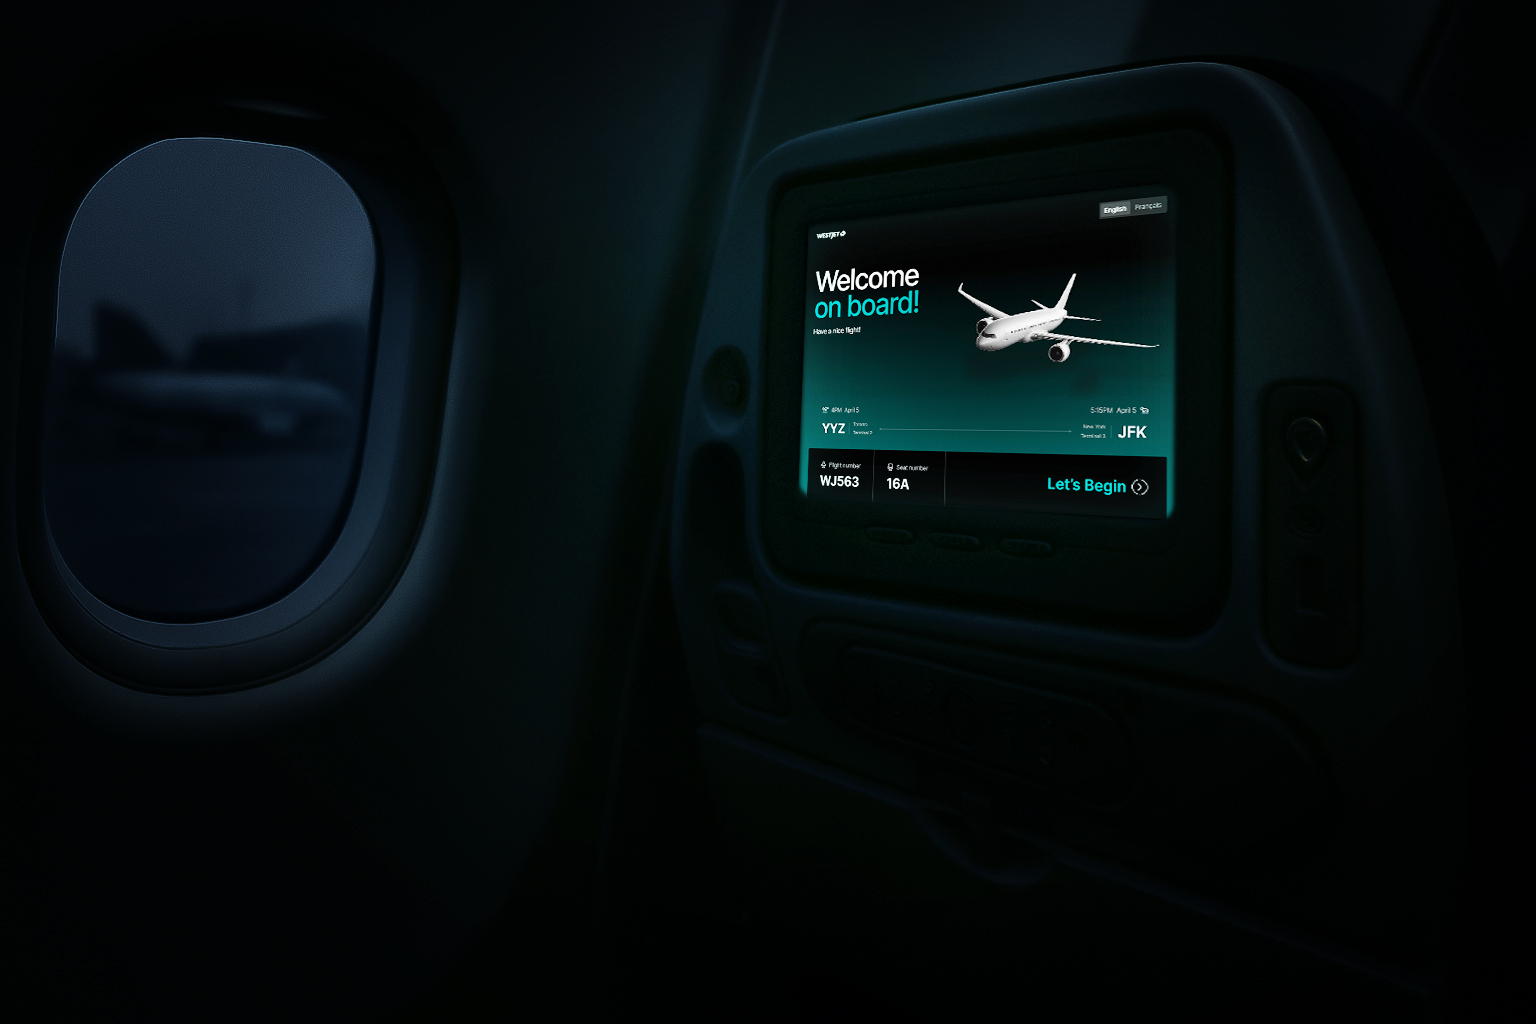 English Français
WESTJET
Welcome
on board!
Have a nice flight!
4PM April 5
5:15PM April 5
YYZ
Toronto
Terminal 3
New York
Terminal 3
JFK
Flight number
WJ563
Seat number
16A
Let's Begin